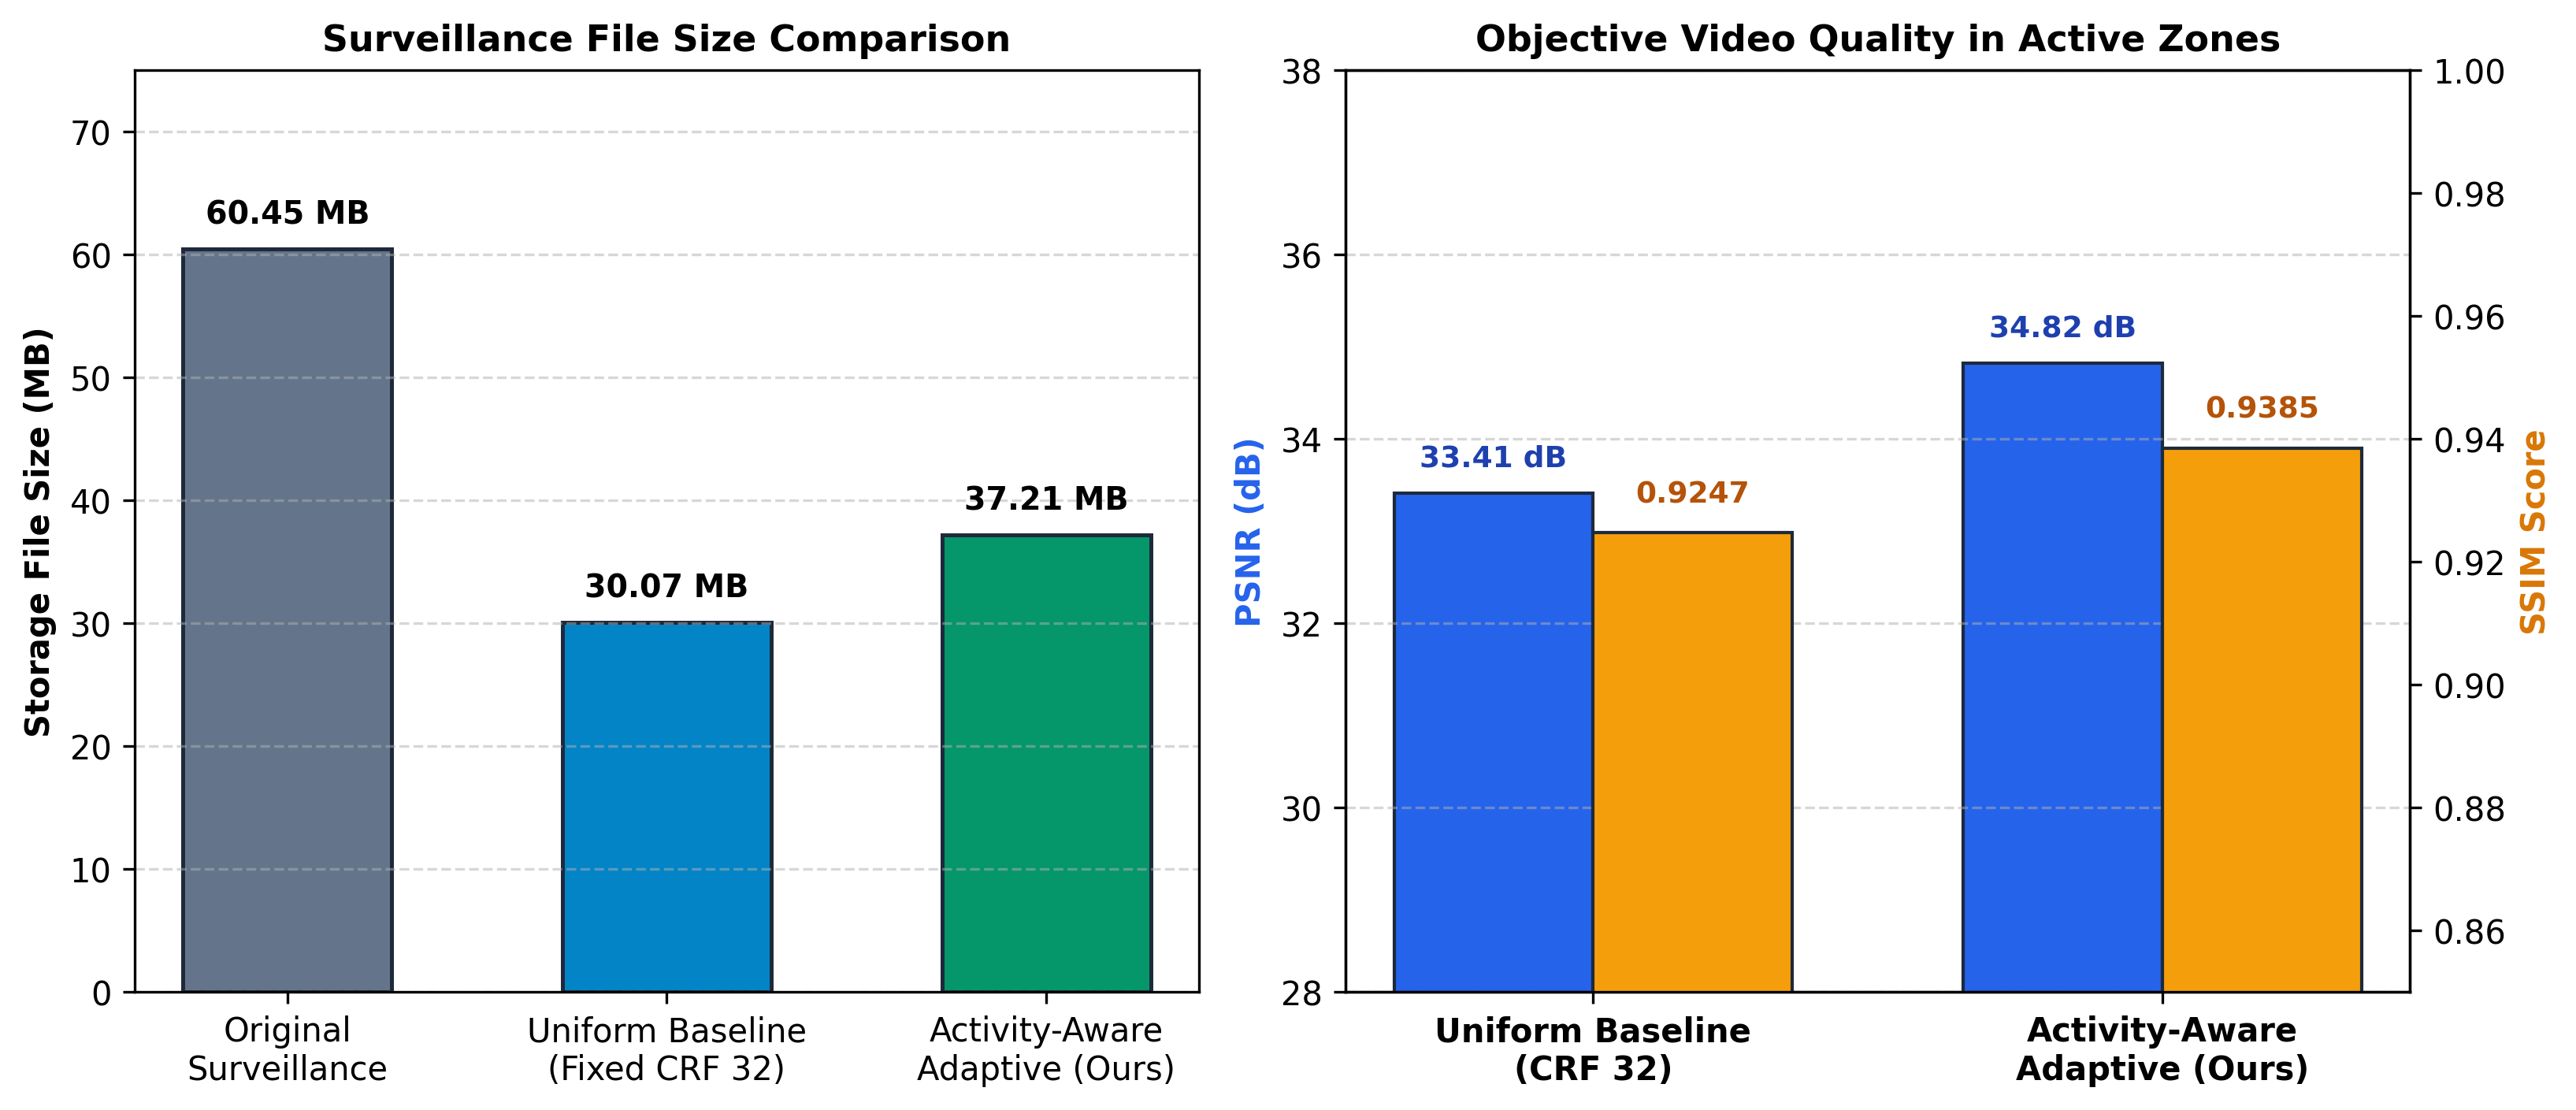 Surveillance File Size Comparison
Storage File Size (MB)
70
60
50
40
30
20
10
0
60.45 MB
30.07 MB
37.21 MB
Original
Surveillance
Uniform Baseline
(Fixed CRF 32)
Activity-Aware
Adaptive (Ours)
Objective Video Quality in Active Zones
PSNR (dB)
38
36
34
32
30
28
33.41 dB
0.9247
34.82 dB
0.9385
Uniform Baseline
(CRF 32)
Activity-Aware
Adaptive (Ours)
1.00
0.98
0.96
0.94
0.92
0.90
0.88
0.86
SSIM Score